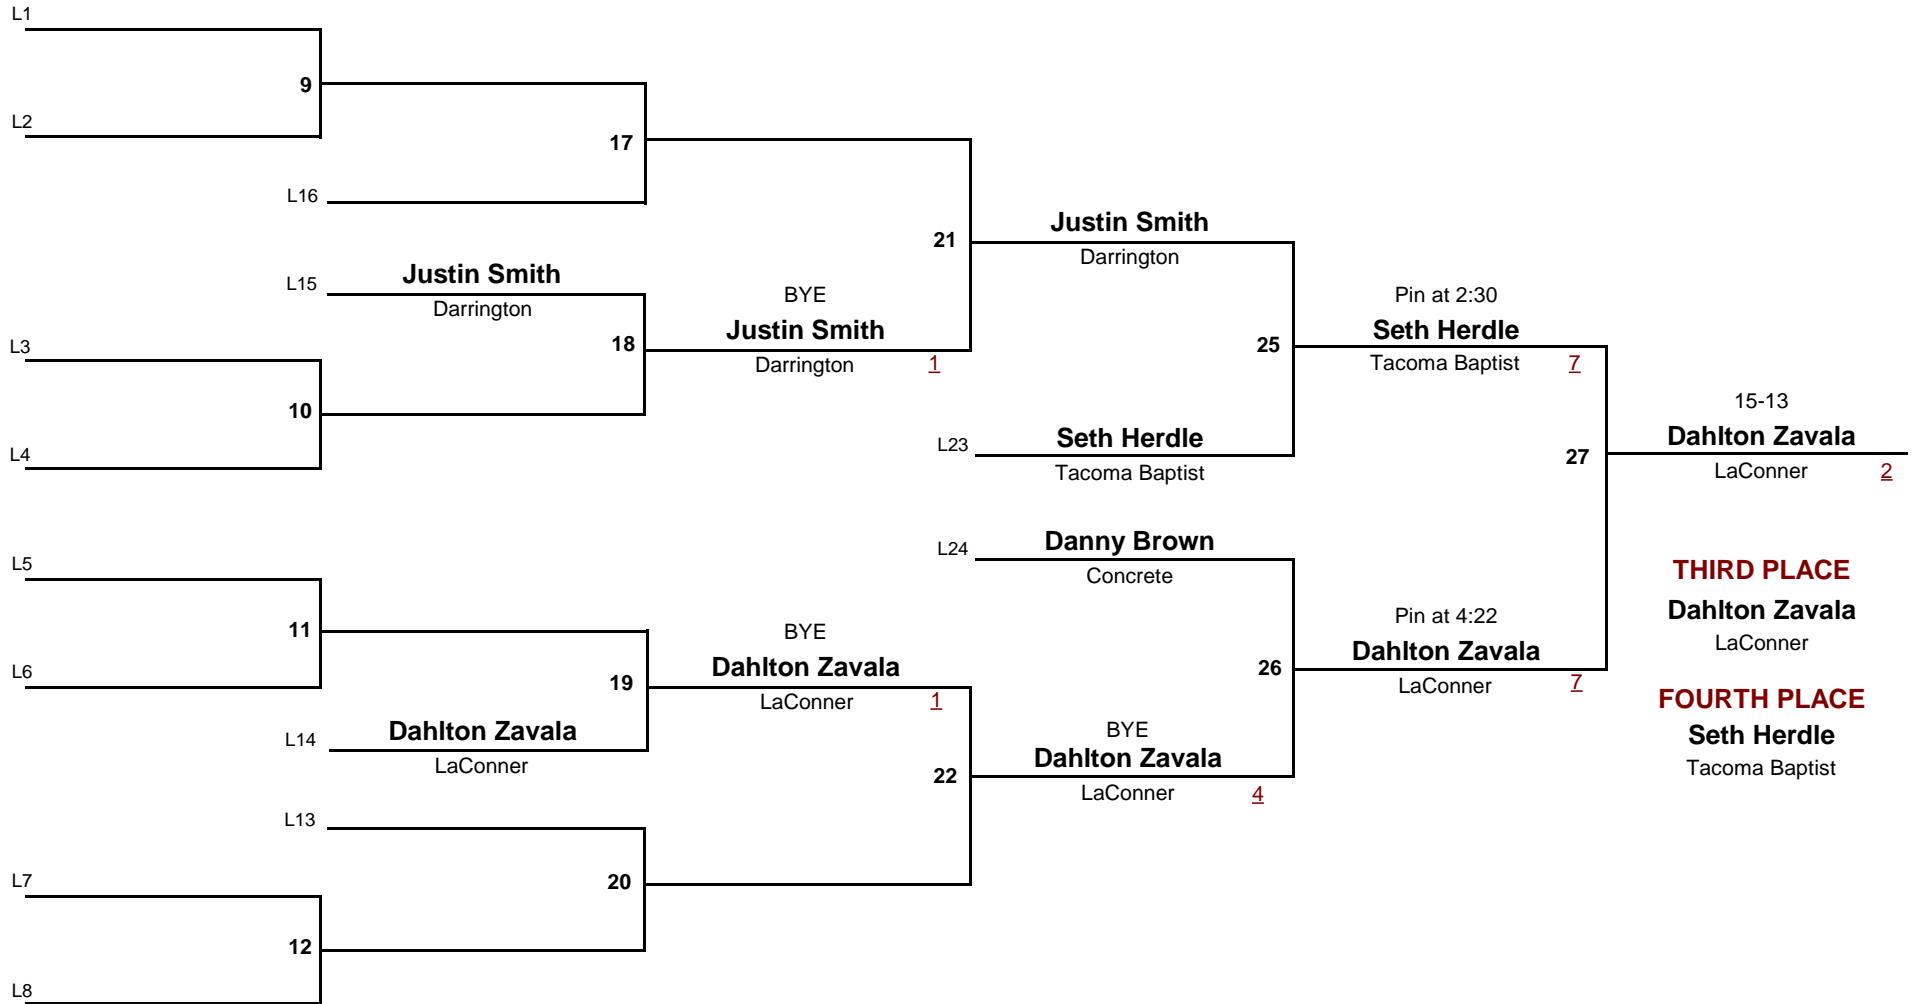 L1
9
L2
17
L16
Justin Smith
21
Darrington
L15
Justin Smith
Darrington
BYE
Justin Smith
Darrington
1
18
Pin at 2:30
Seth Herdle
Tacoma Baptist
7
25
L3
10
L4
L23
Seth Herdle
Tacoma Baptist
15-13
Dahlton Zavala
LaConner
2
27
L24
Danny Brown
Concrete
L5
11
L6
BYE
Dahlton Zavala
LaConner
1
19
L14
Dahlton Zavala
LaConner
Pin at 4:22
Dahlton Zavala
LaConner
7
26
BYE
Dahlton Zavala
LaConner
4
22
THIRD PLACE
Dahlton Zavala
LaConner
FOURTH PLACE
Seth Herdle
Tacoma Baptist
L13
20
L7
12
L8